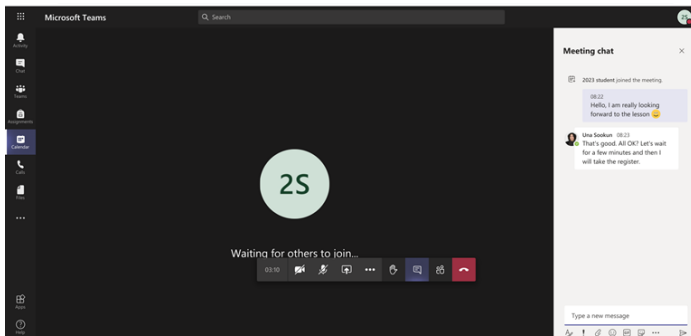 Microsoft Teams
Search
2S
Activity
Chat
Teams
Assignments
Calendar
Calls
Files
Apps
Help
2S
Waiting for others to join...
03:10
Meeting chat
2023 student joined the meeting.
08:22
Hello, I am really looking
forward to the lesson 😄
Una Sookun 08:23
That's good. All OK? Let's wait
for a few minutes and then I
will take the register.
Type a new message